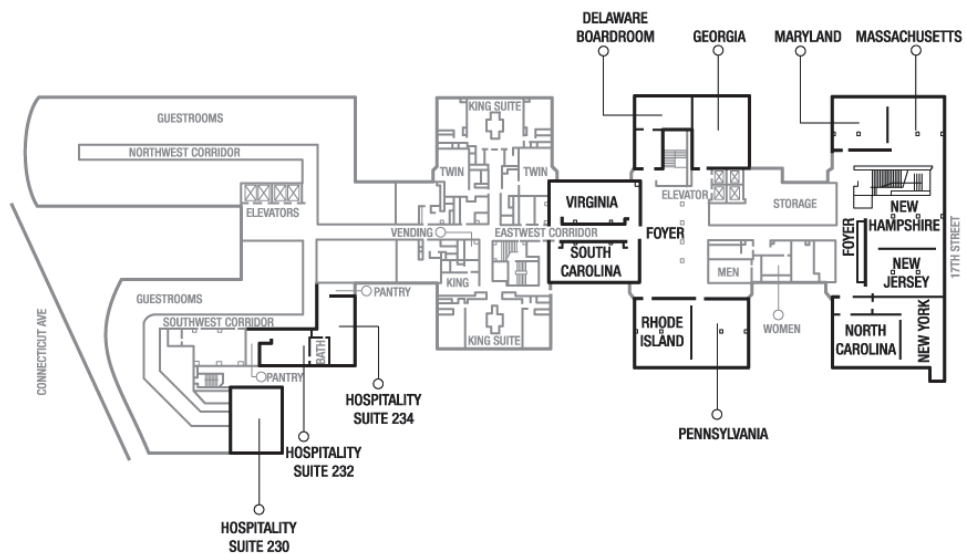 DELAWARE
BOARDROOM
GEORGIA
MARYLAND
MASSACHUSETTS
GUESTROOMS
KING SUITE
NORTHWEST CORRIDOR
TWIN
TWIN
ELEVATORS
VIRGINIA
ELEVATOR
STORAGE
NEW
HAMPSHIRE
VENDING
EASTWEST CORRIDOR
FOYER
FOYER
17TH STREET
SOUTH
CAROLINA
KING
MEN
NEW
JERSEY
GUESTROOMS
PANTRY
SOUTHWEST CORRIDOR
CONNECTICUT AVE
BATH
KING SUITE
RHODE
ISLAND
WOMEN
NORTH
CAROLINA
NEW YORK
PANTRY
HOSPITALITY
SUITE 234
PENNSYLVANIA
HOSPITALITY
SUITE 232
HOSPITALITY
SUITE 230